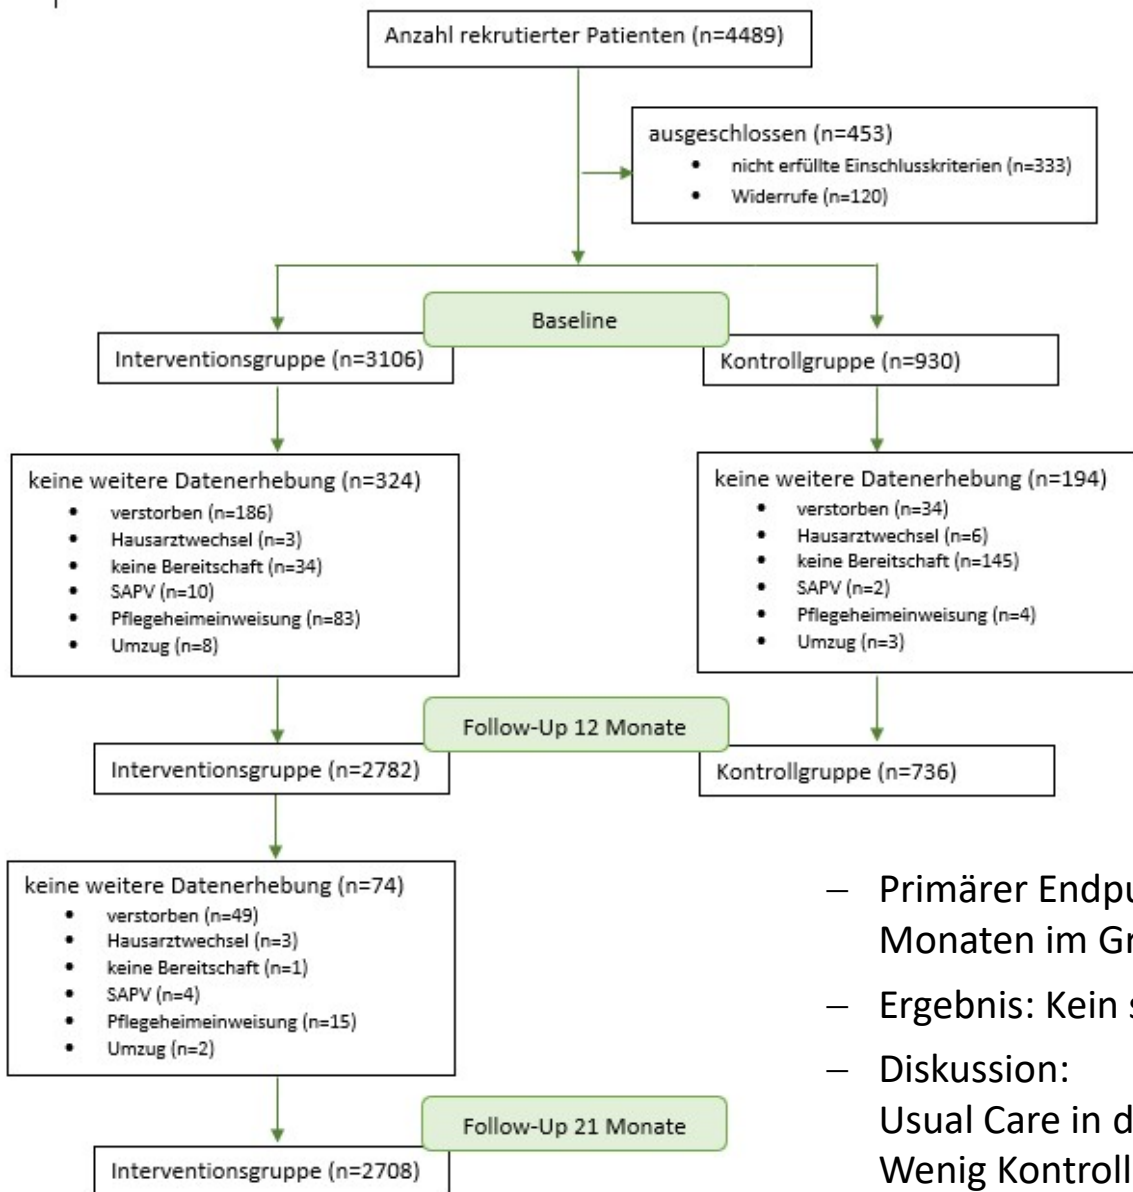 Anzahl rekrutierter Patienten (n=4489)
ausgeschlossen (n=453)
• nicht erfüllte Einschlusskriterien (n=333)
• Widerrufe (n=120)
Baseline
Interventionsgruppe (n=3106)
Kontrollgruppe (n=930)
keine weitere Datenerhebung (n=324)
• verstorben (n=186)
• Hausarztwechsel (n=3)
• keine Bereitschaft (n=34)
• SAPV (n=10)
• Pflegeheimeinweisung (n=83)
• Umzug (n=8)
keine weitere Datenerhebung (n=194)
• verstorben (n=34)
• Hausarztwechsel (n=6)
• keine Bereitschaft (n=145)
• SAPV (n=2)
• Pflegeheimeinweisung (n=4)
• Umzug (n=3)
Follow-Up 12 Monate
Interventionsgruppe (n=2782)
Kontrollgruppe (n=736)
keine weitere Datenerhebung (n=74)
• verstorben (n=49)
• Hausarztwechsel (n=3)
• keine Bereitschaft (n=1)
• SAPV (n=4)
• Pflegeheimeinweisung (n=15)
• Umzug (n=2)
Follow-Up 21 Monate
Interventionsgruppe (n=2708)
– Primärer
Monaten im
– Ergebnis: Kein
– Diskussion:
Usual Care in
Wenig